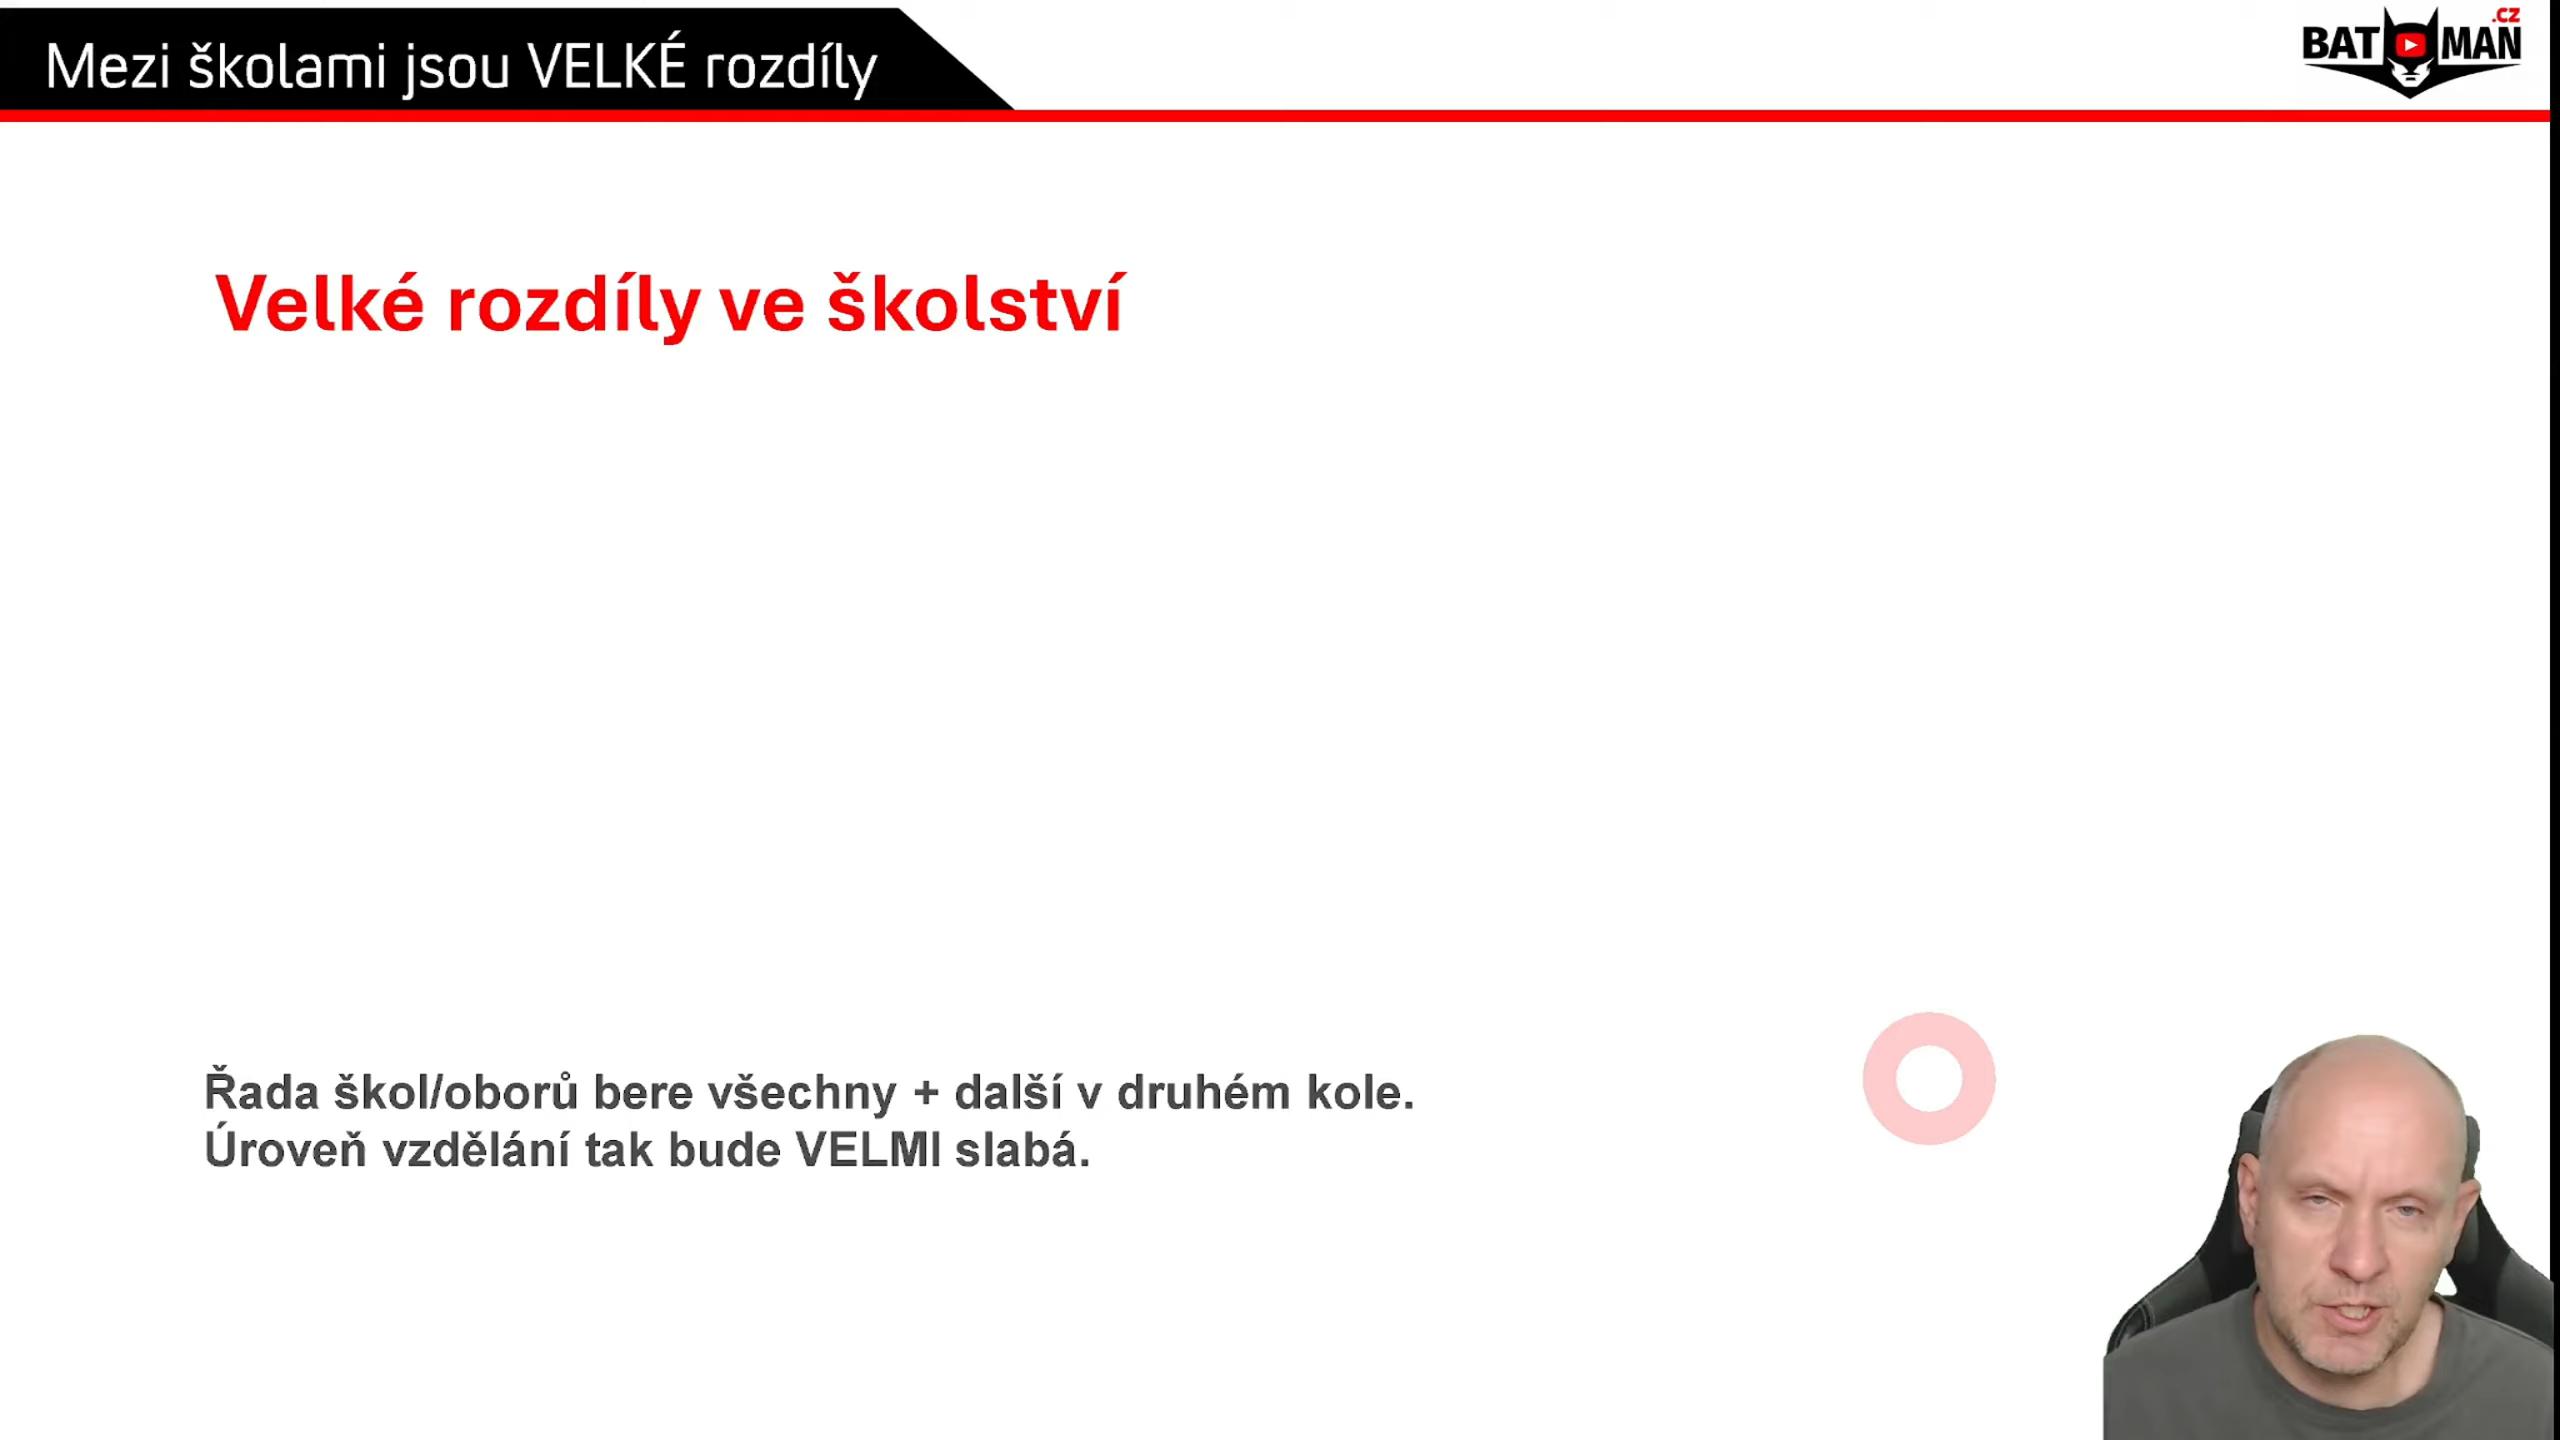 Mezi školami jsou VELKÉ rozdíly
BAT MAN .CZ
Velké rozdíly ve školství
Řada škol/oborů bere všechny + další v druhém kole.
Úroveň vzdělání tak bude VELMI slabá.